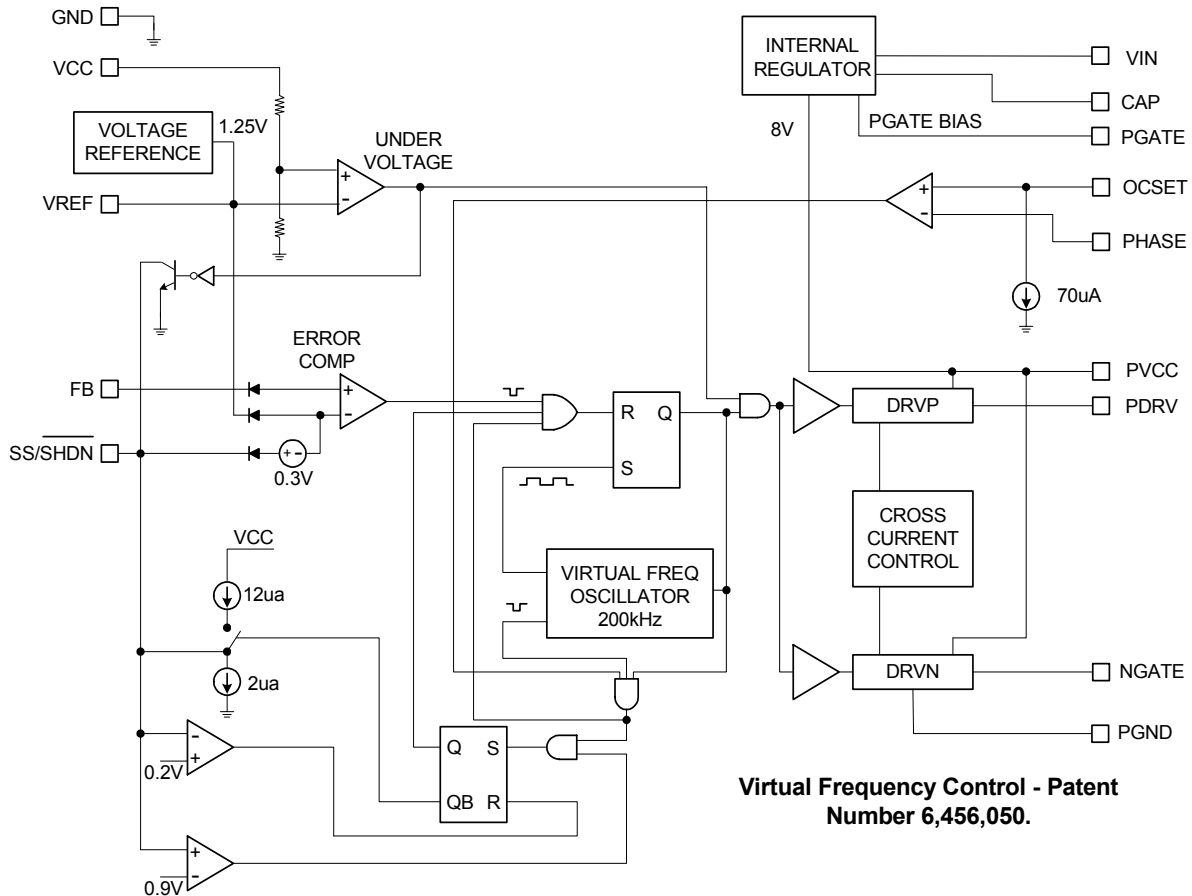 GND
VCC
VOLTAGE
REFERENCE
1.25V
VREF
UNDER
VOLTAGE
+
-
INTERNAL
REGULATOR
8V
PGATE BIAS
VIN
CAP
PGATE
+
-
OCSET
PHASE
70uA
FB
SS/SHDN
ERROR
COMP
+
-
+ -
0.3V
R Q
S
DRVP
PVCC
PDRV
CROSS
CURRENT
CONTROL
VIRTUAL FREQ
OSCILLATOR
200kHz
VCC
12ua
2ua
DRVN
NGATE
PGND
-
+
0.2V
Q S
QB R
+
-
0.9V
Virtual Frequency Control - Patent
Number 6,456,050.